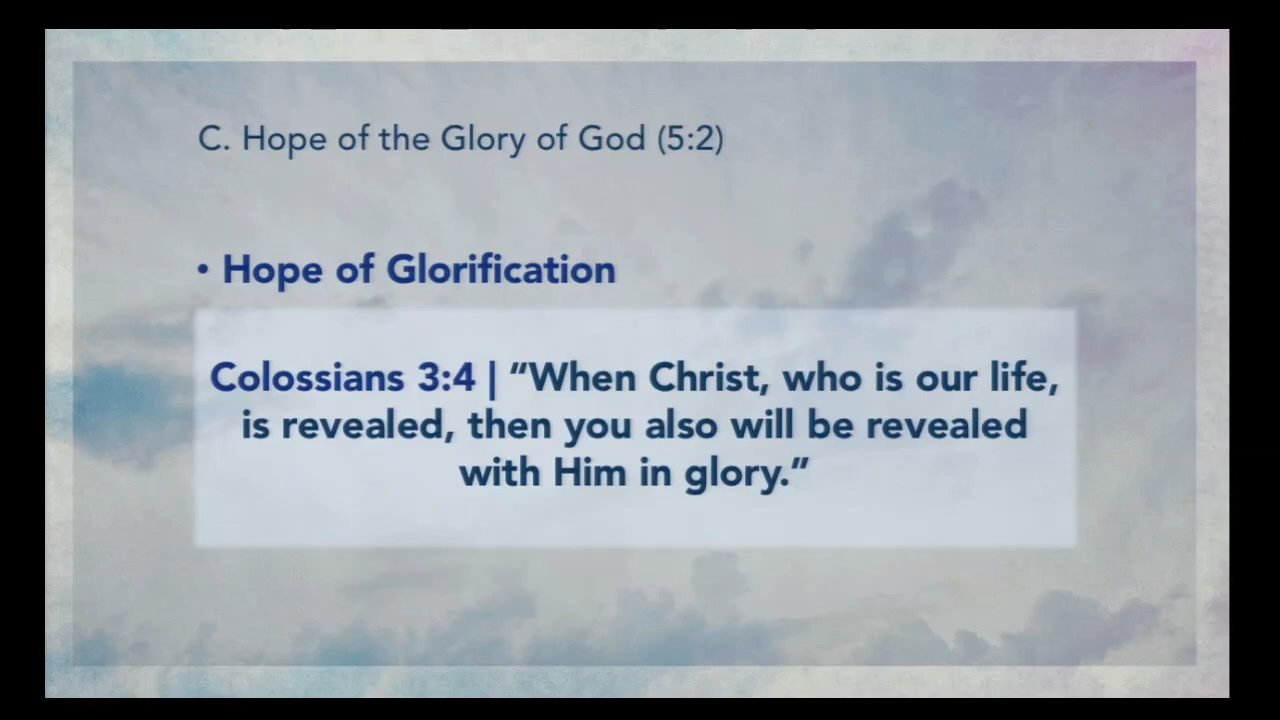 C. Hope of the Glory of God (5:2)
• Hope of Glorification
Colossians 3:4 | “When Christ, who is our life,
is revealed, then you also will be revealed
with Him in glory.”